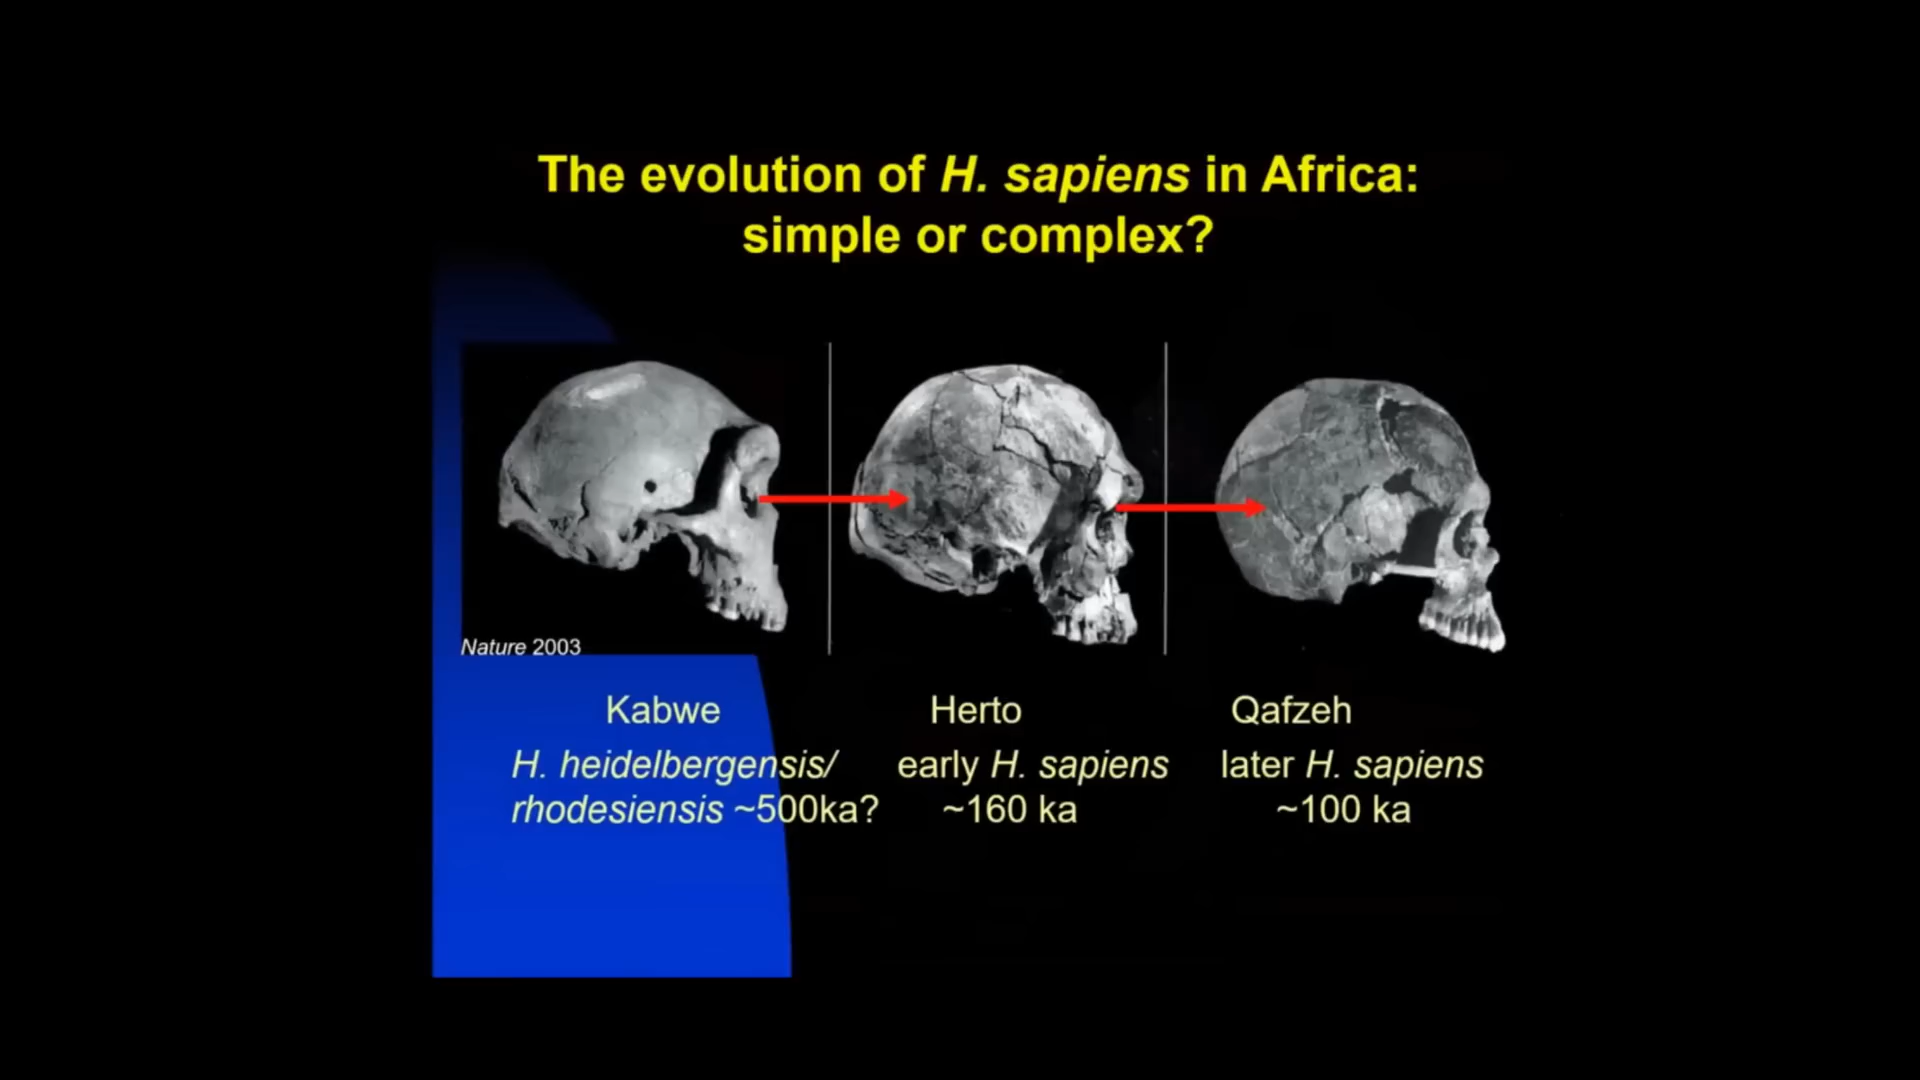 The evolution of H. sapiens in Africa:
simple or complex?
Nature 2003
Kabwe
H. heidelbergensis/
rhodesiensis ~500ka?
Herto
early H. sapiens
~160 ka
Qafzeh
later H. sapiens
~100 ka